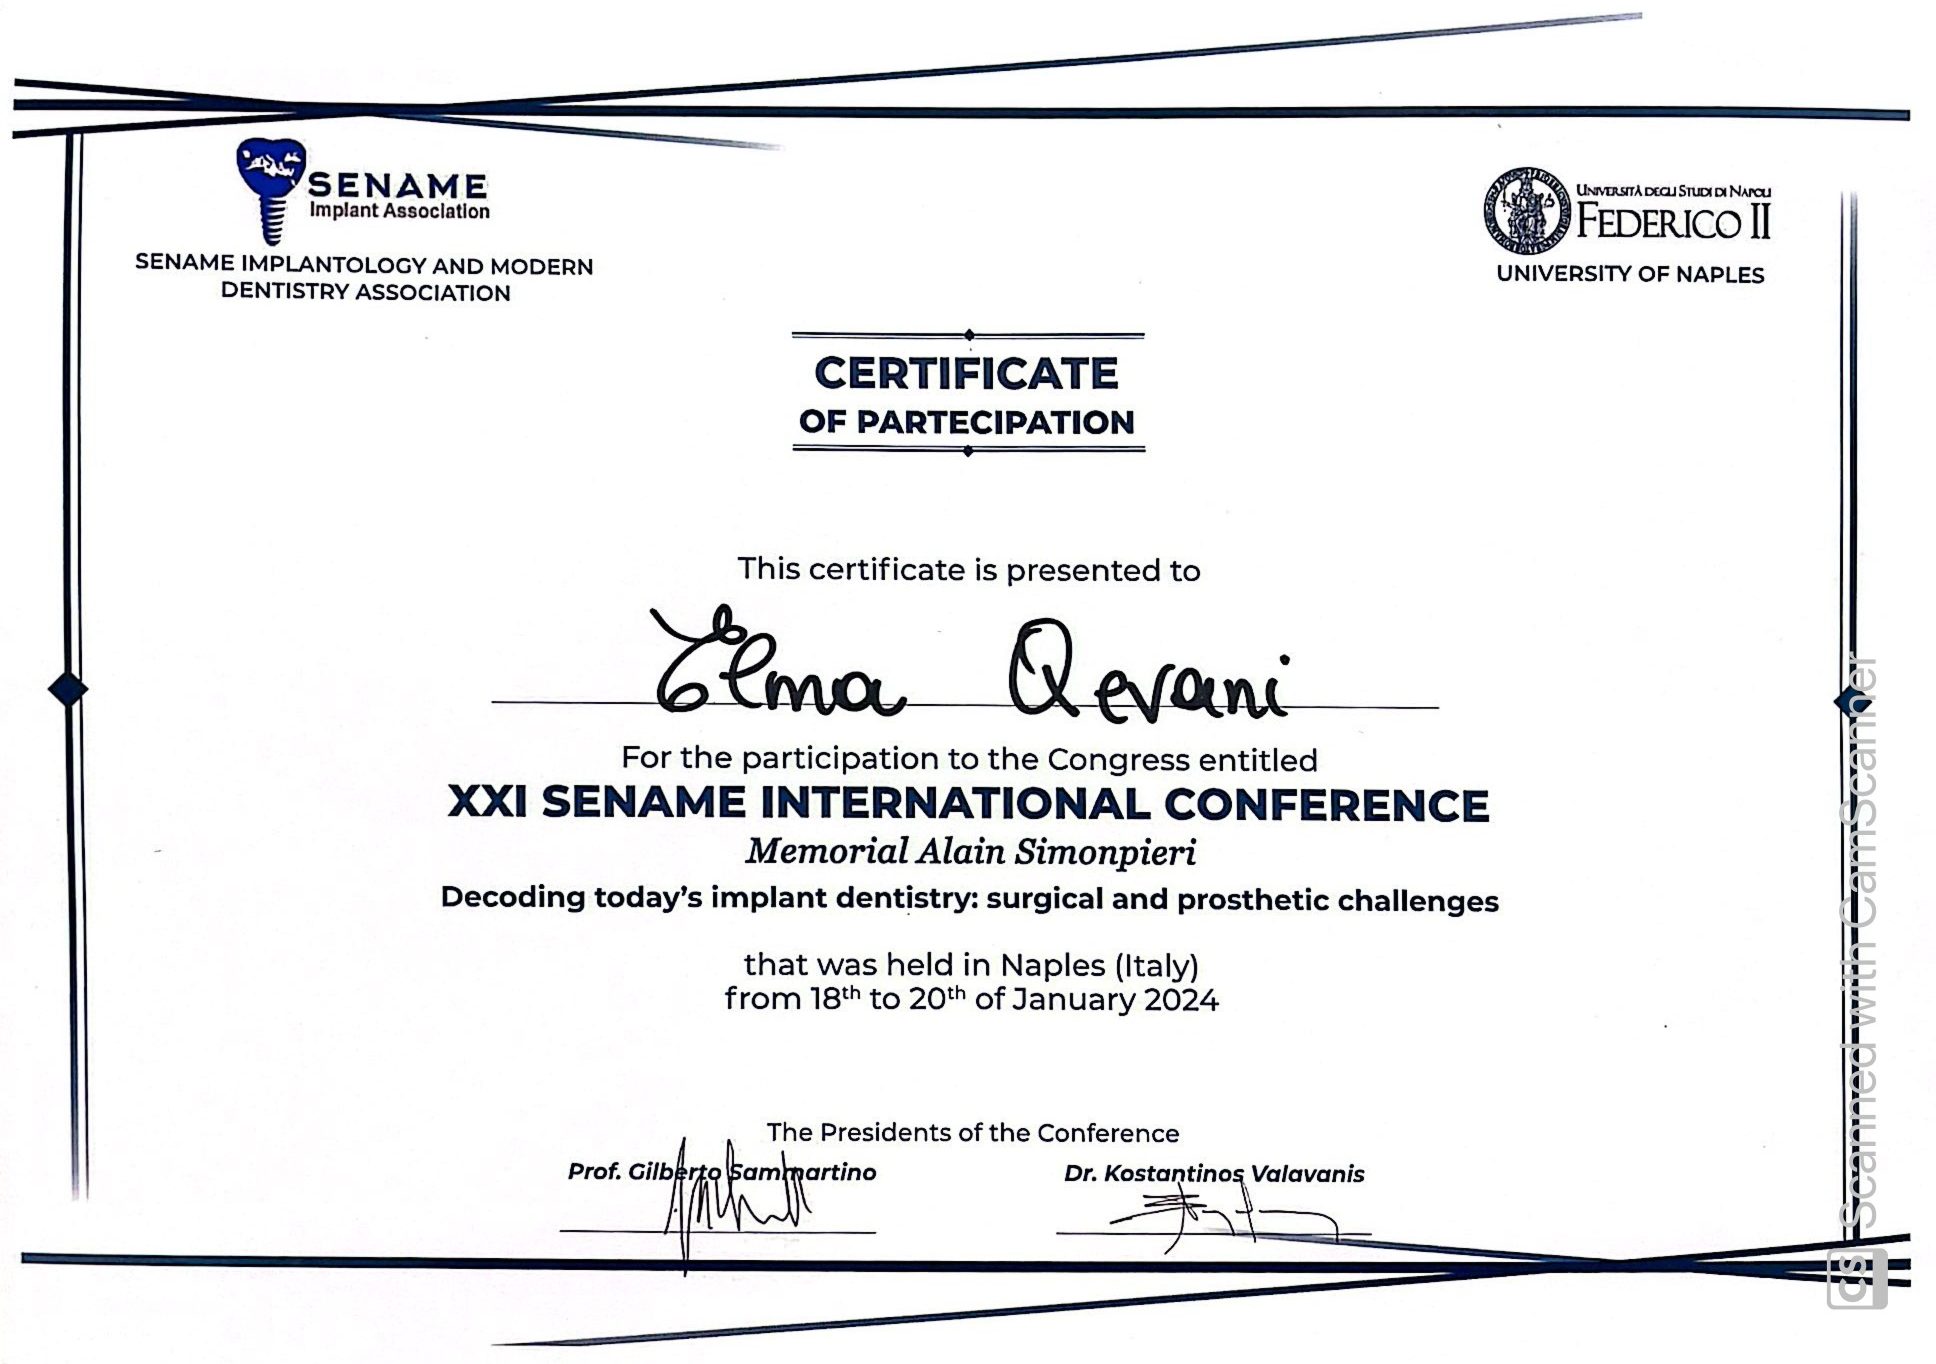 SENAME
Implant Association
SENAME IMPLANTOLOGY AND MODERN
DENTISTRY ASSOCIATION
UNIVERSITÀ DEGLI STUDI DI NAPOLI
FEDERICO II
UNIVERSITY OF NAPLES
CERTIFICATE
OF PARTECIPATION
This certificate is presented to
Elma Qevani
For the participation to the Congress entitled
XXI SENAME INTERNATIONAL CONFERENCE
Memorial Alain Simonpieri
Decoding today's implant dentistry: surgical and prosthetic challenges
that was held in Naples (Italy)
from 18th to 20th of January 2024
The Presidents of the Conference
Prof. Gilberto Sammartino
Dr. Kostantinos Valavanis
CS Scanned with CamScanner